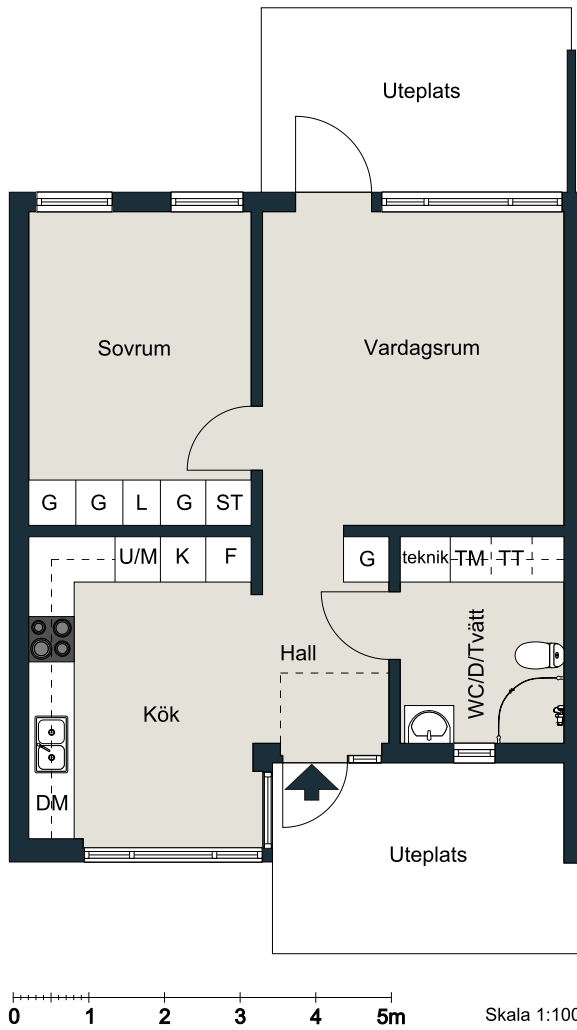 Uteplats
Sovrum
Vardagsrum
G G L G ST
U/M K F
G
teknik TM TT
WC/D/Tvätt
Hall
Kök
DM
Uteplats
0 1 2 3 4 5m
Skala 1:100